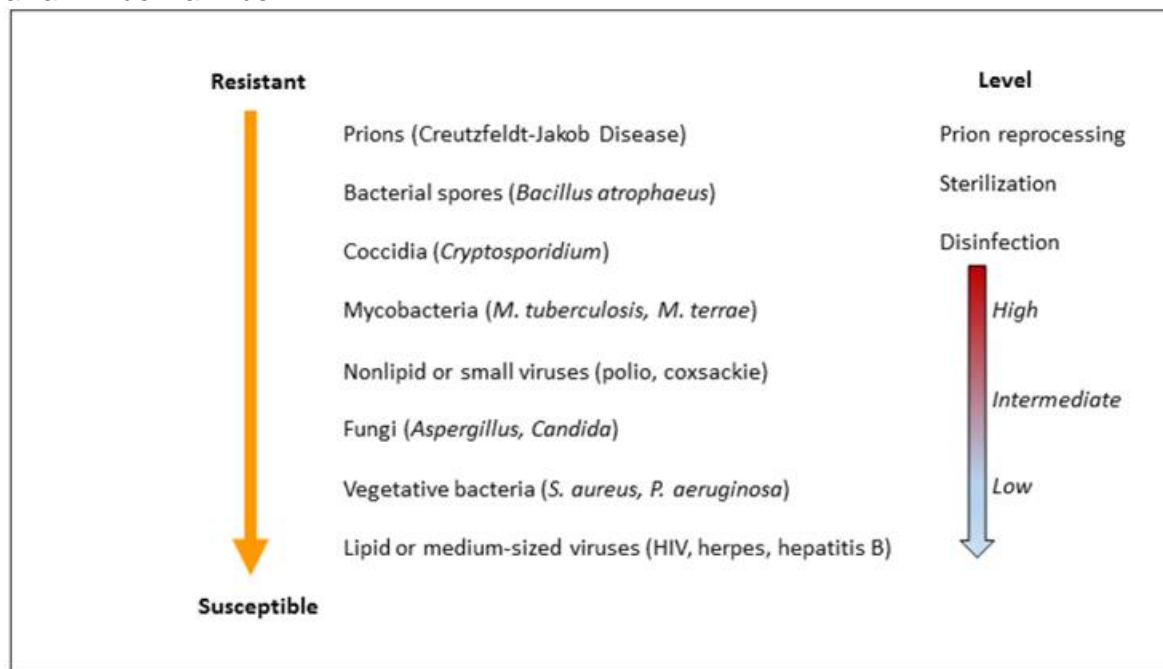 Resistant
Level
Prions (Creutzfeldt-Jakob Disease)
Prion reprocessing
Bacterial spores (Bacillus atrophaeus)
Sterilization
Coccidia (Cryptosporidium)
Disinfection
Mycobacteria (M. tuberculosis, M. terrae)
High
Nonlipid or small viruses (polio, coxsackie)
Intermediate
Fungi (Aspergillus, Candida)
Vegetative bacteria (S. aureus, P. aeruginosa)
Low
Lipid or medium-sized viruses (HIV, herpes, hepatitis B)
Susceptible